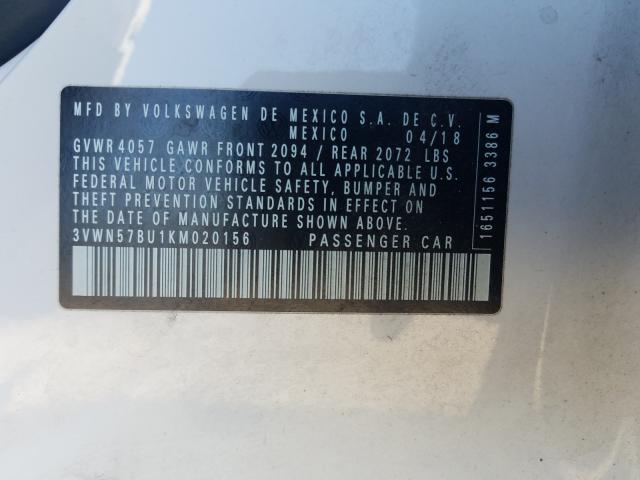 MFD BY VOLKSWAGEN DE MEXICO S.A. DE C.V.
MEXICO 04/18
GVWR 4057 GAWR FRONT 2094 / REAR 2072 LBS
THIS VEHICLE CONFORMS TO ALL APPLICABLE U.S.
FEDERAL MOTOR VEHICLE SAFETY, BUMPER AND
THEFT PREVENTION STANDARDS IN EFFECT ON
THE DATE OF MANUFACTURE SHOWN ABOVE.
3VWN57BU1KM020156 PASSENGER CAR
1651156 3386 M